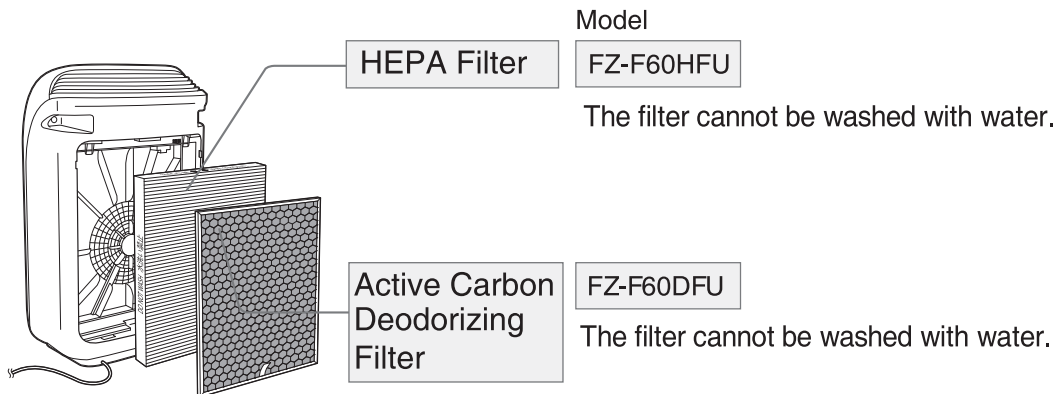 Model
HEPA Filter
FZ-F60HFU
The filter cannot be washed with water.
Active Carbon
Deodorizing
Filter
FZ-F60DFU
The filter cannot be washed with water.